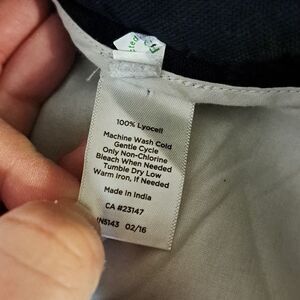 100% Lyocell
Machine Wash Cold
Gentle Cycle
Only Non-Chlorine
Bleach When Needed
Tumble Dry Low
Warm Iron, If Needed
Made in India
CA #23147
IN5143 02/16